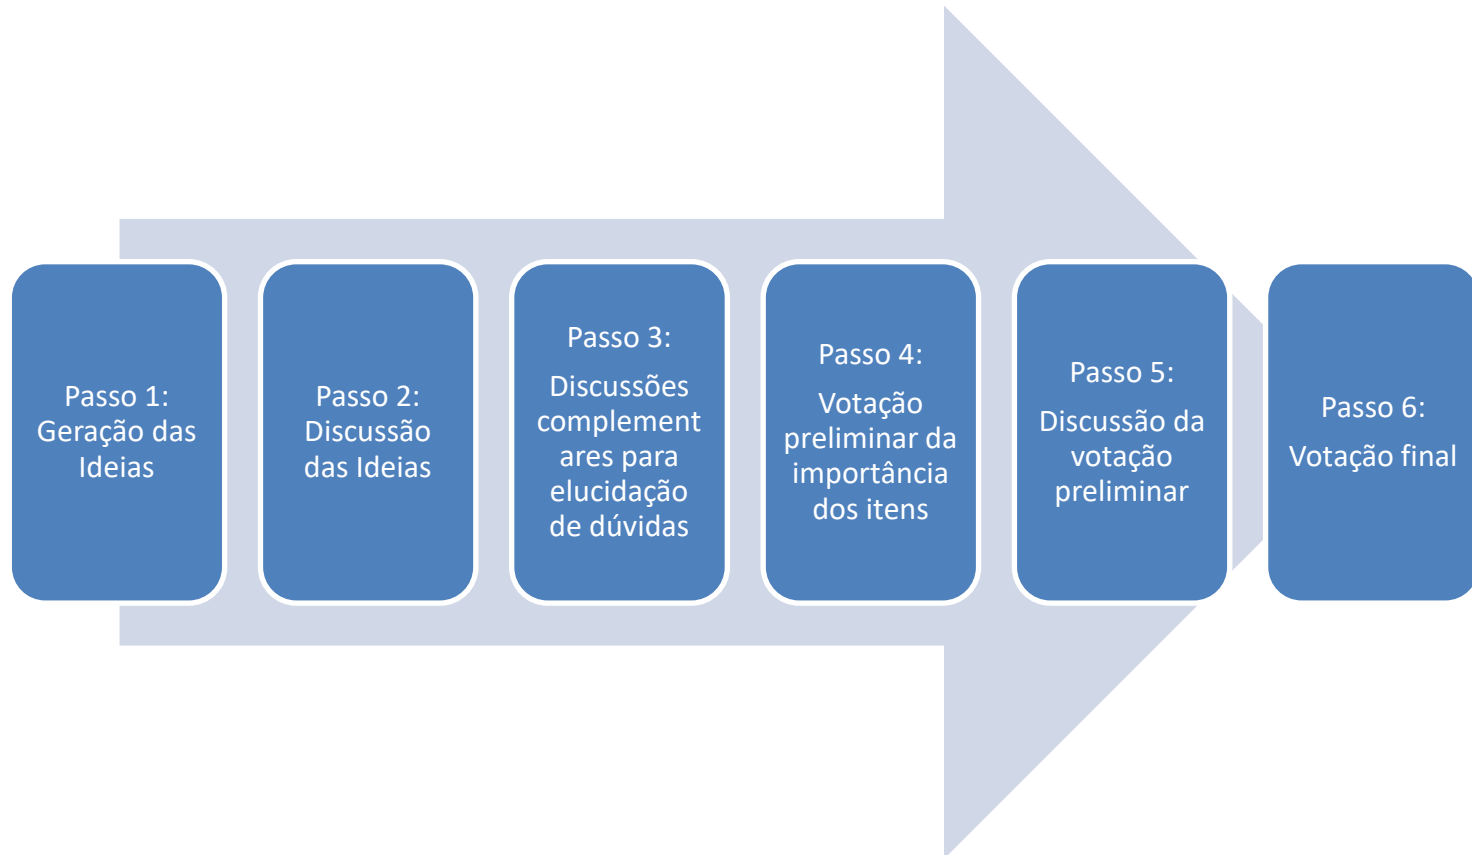 Passo 1:
Geração das
Ideias
Passo 2:
Discussão
das Ideias
Passo 3:
Discussões
complement
ares para
elucidação
de dúvidas
Passo 4:
Votação
preliminar da
importância
dos itens
Passo 5:
Discussão da
votação
preliminar
Passo 6:
Votação final